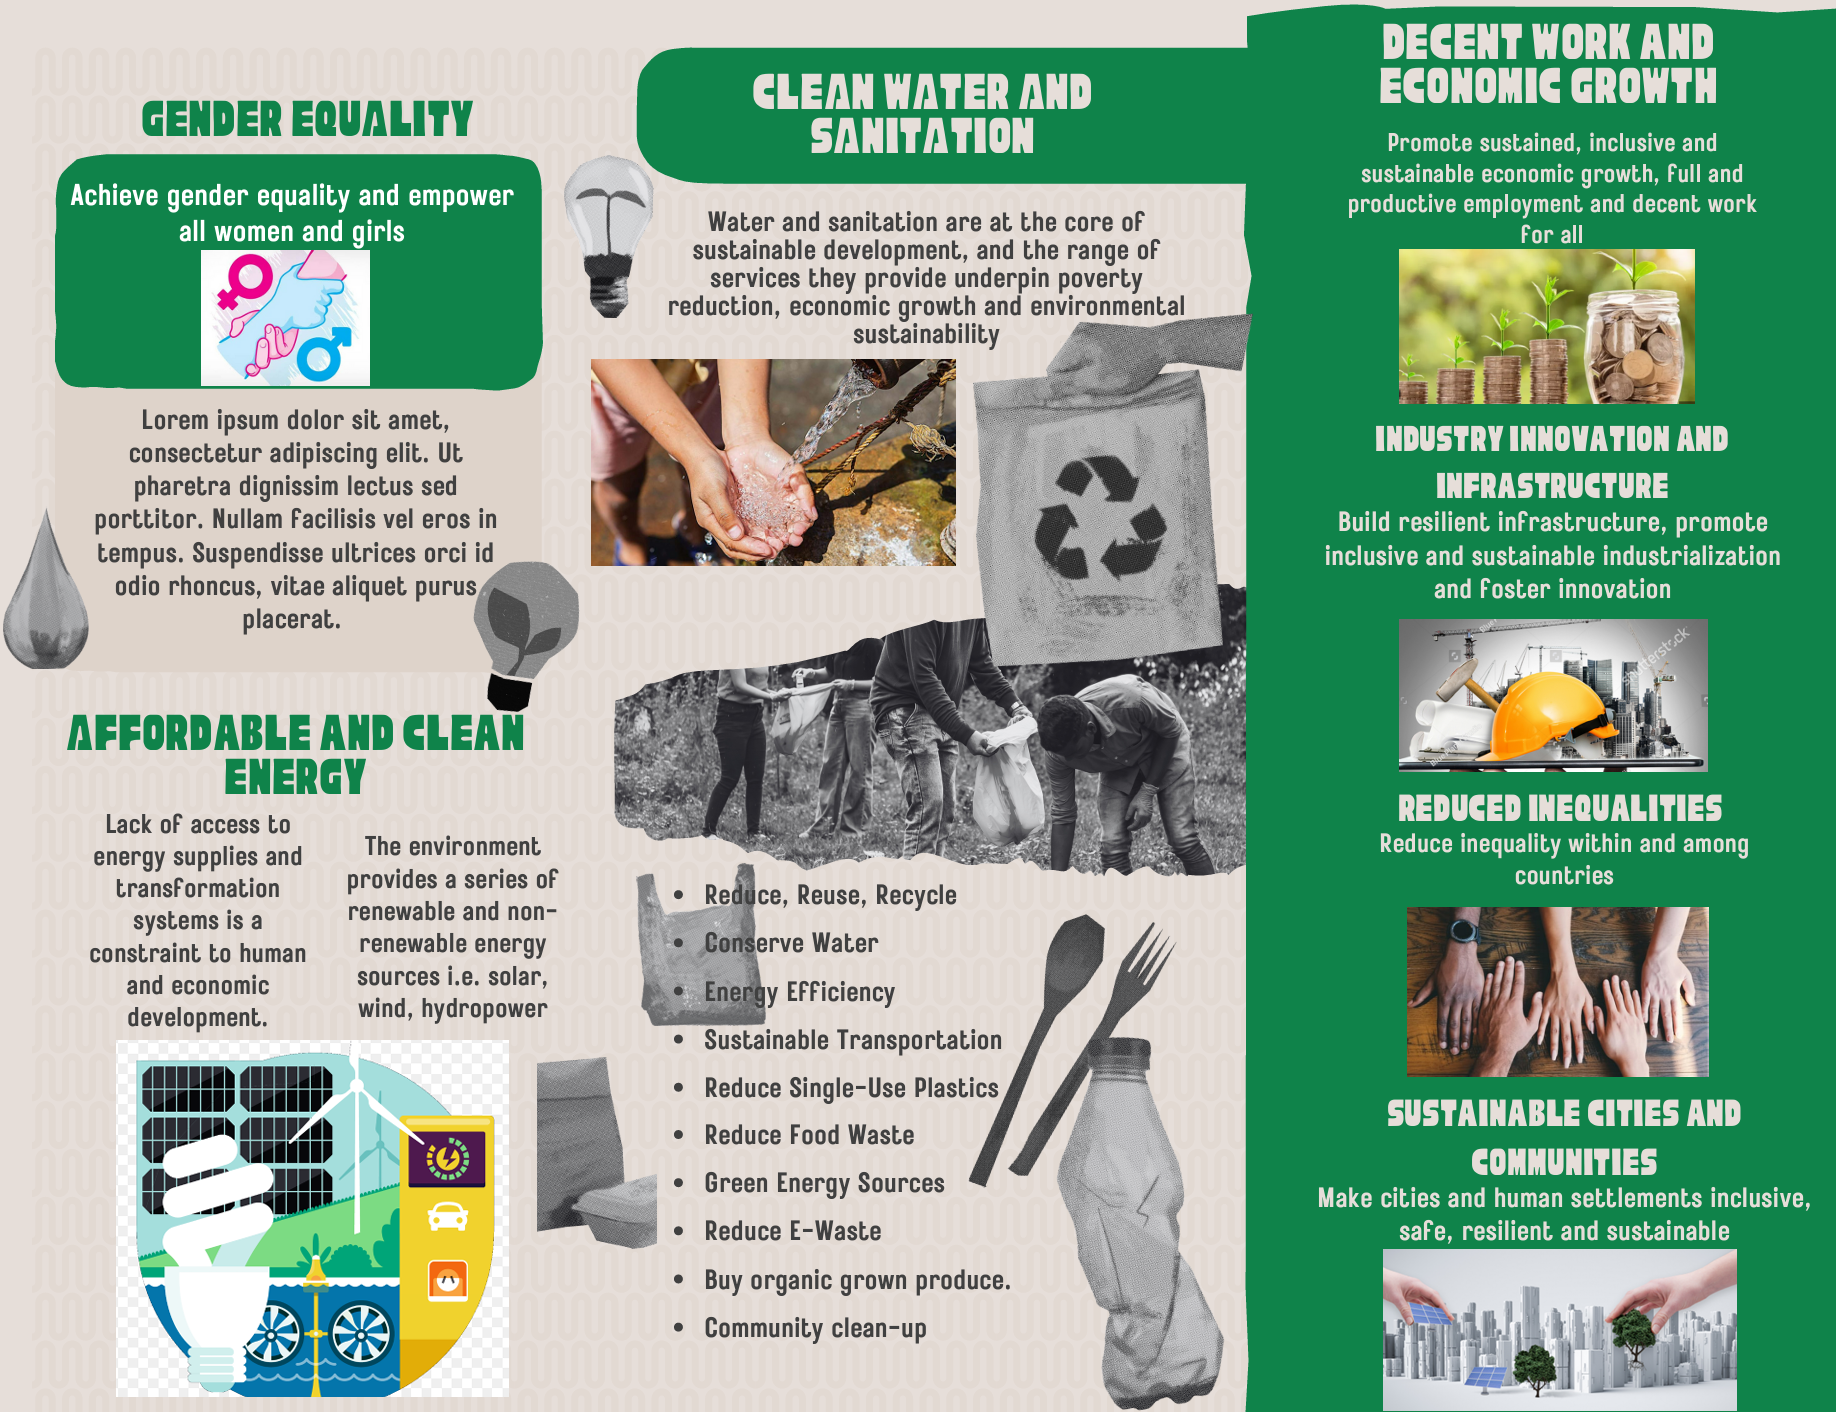 GENDER EQUALITY
Achieve gender equality and empower
all women and girls
Lorem ipsum dolor sit amet,
consectetur adipiscing elit. Ut
pharetra dignissim lectus sed
porttitor. Nullam facilisis vel eros in
tempus. Suspendisse ultrices orci id
odio rhoncus, vitae aliquet purus
placerat.
AFFORDABLE AND CLEAN
ENERGY
Lack of access to
energy supplies and
transformation
systems is a
constraint to human
and economic
development.
The environment
provides a series of
renewable and non-
renewable energy
sources i.e. solar,
wind, hydropower
CLEAN WATER AND
SANITATION
Water and sanitation are at the core of
sustainable development, and the range of
services they provide underpin poverty
reduction, economic growth and environmental
sustainability
• Reduce, Reuse, Recycle
• Conserve Water
• Energy Efficiency
• Sustainable Transportation
• Reduce Single-Use Plastics
• Reduce Food Waste
• Green Energy Sources
• Reduce E-Waste
• Buy organic grown produce.
• Community clean-up
DECENT WORK AND
ECONOMIC GROWTH
Promote sustained, inclusive and
sustainable economic growth, full and
productive employment and decent work
for all
INDUSTRY INNOVATION AND
INFRASTRUCTURE
Build resilient infrastructure, promote
inclusive and sustainable industrialization
and foster innovation
REDUCED INEQUALITIES
Reduce inequality within and among
countries
SUSTAINABLE CITIES AND
COMMUNITIES
Make cities and human settlements inclusive,
safe, resilient and sustainable